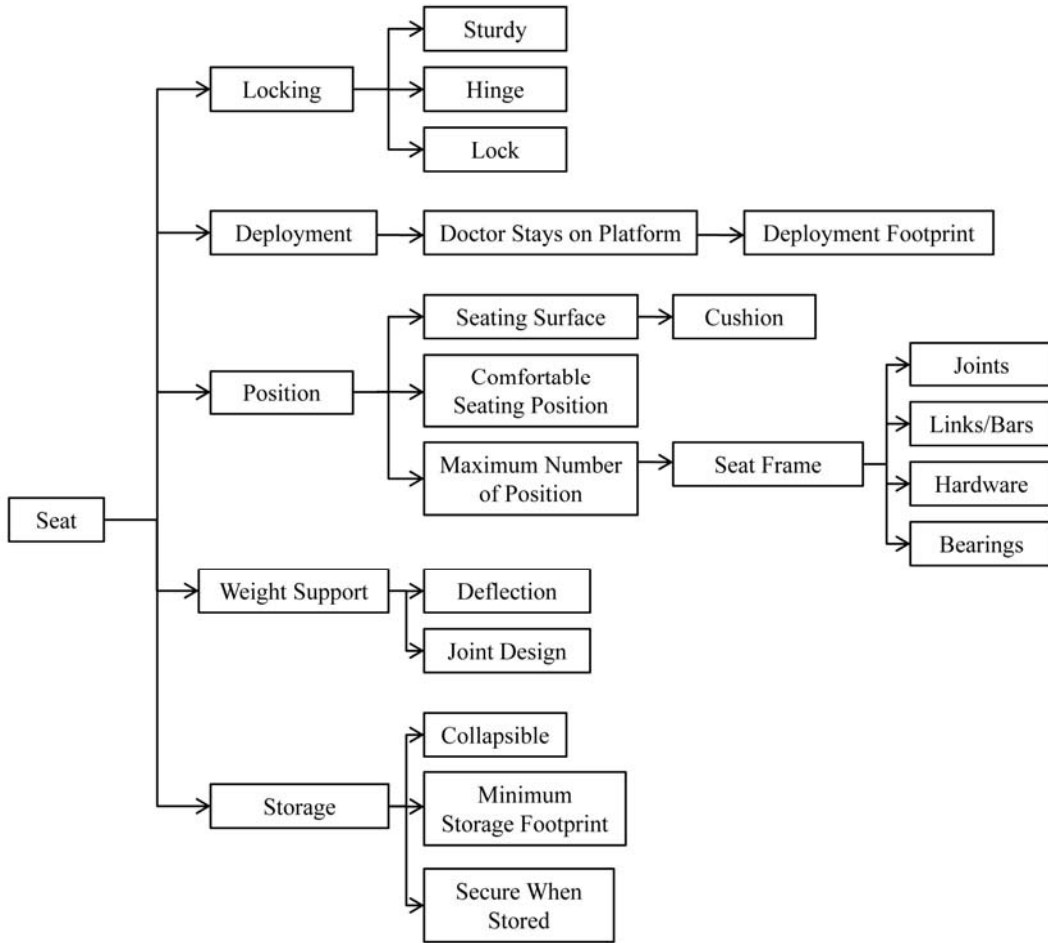 Sturdy
Locking
Hinge
Lock
Deployment
Doctor Stays on Platform
Deployment Footprint
Seating Surface
Cushion
Position
Comfortable
Seating Position
Joints
Links/Bars
Maximum Number
of Position
Seat Frame
Hardware
Bearings
Seat
Weight Support
Deflection
Joint Design
Collapsible
Storage
Minimum
Storage Footprint
Secure When
Stored